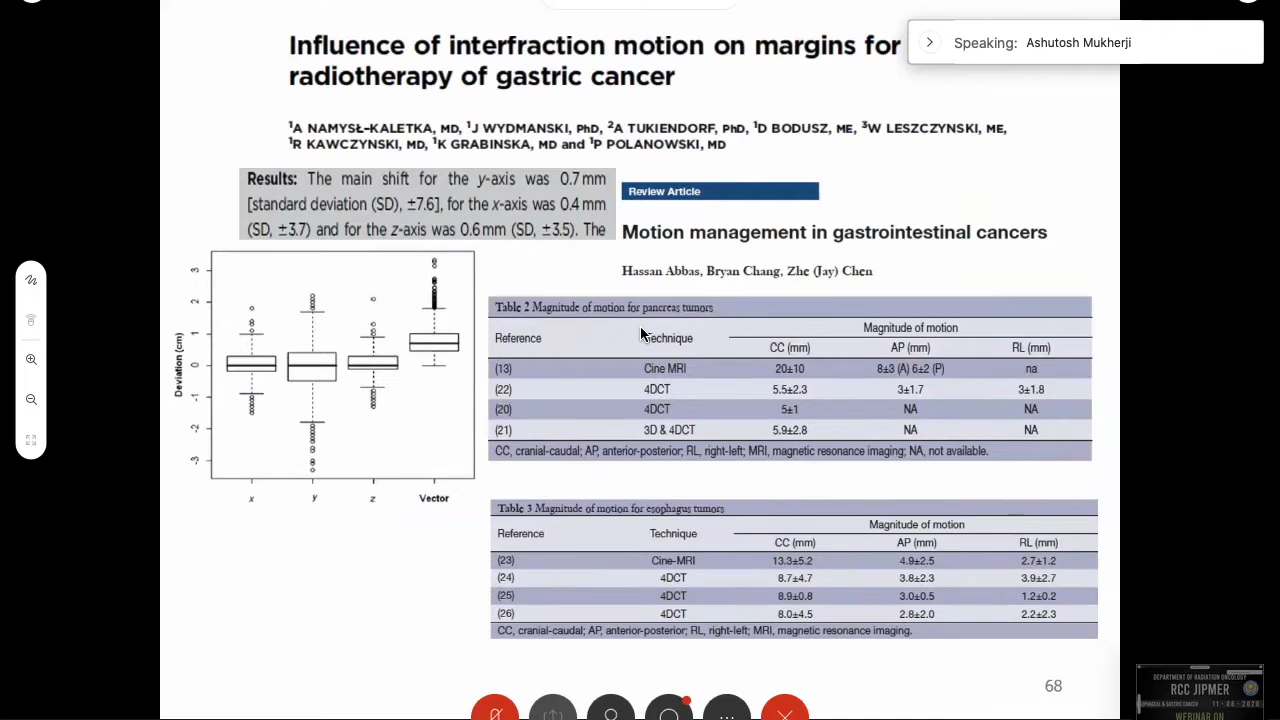 Influence of interfraction motion on margins for
radiotherapy of gastric cancer
Speaking: Ashutosh Mukherji
1A NAMYSŁ-KALETKA, MD, 1J WYDMANSKI, PhD, 2A TUKIENDORF, PhD, 1D BODUSZ, ME, 3W LESZCZYNSKI, ME,
1R KAWCZYNSKI, MD, 1K GRABINSKA, MD and 1P POLANOWSKI, MD
Results: The main shift for the y-axis was 0.7 mm
[standard deviation (SD), ±7.6], for the x-axis was 0.4 mm
(SD, ±3.7) and for the z-axis was 0.6 mm (SD, ±3.5). The
Review Article
Motion management in gastrointestinal cancers
Hassan Abbas, Bryan Chang, Zhe (Jay) Chen
Deviation (cm)
3
2
1
0
-1
-2
-3
x y z Vector
Table 2 Magnitude of motion for pancreas tumors
Reference Technique Magnitude of motion
CC (mm) AP (mm) RL (mm)
(13) Cine MRI 20±10 8±3 (A) 6±2 (P) na
(22) 4DCT 5.5±2.3 3±1.7 3±1.8
(20) 4DCT 5±1 NA NA
(21) 3D & 4DCT 5.9±2.8 NA NA
CC, cranial-caudal; AP, anterior-posterior; RL, right-left; MRI, magnetic resonance imaging; NA, not available.
Table 3 Magnitude of motion for esophagus tumors
Reference Technique Magnitude of motion
CC (mm) AP (mm) RL (mm)
(23) Cine-MRI 13.3±5.2 4.9±2.5 2.7±1.2
(24) 4DCT 8.7±4.7 3.8±2.3 3.9±2.7
(25) 4DCT 8.9±0.8 3.0±0.5 1.2±0.2
(26) 4DCT 8.0±4.5 2.8±2.0 2.2±2.3
CC, cranial-caudal; AP, anterior-posterior; RL, right-left; MRI, magnetic resonance imaging.
68
DEPARTMENT OF RADIATION ONCOLOGY
RCC JIPMER
ESOPHAGEAL & GASTRIC CANCER 11-08-2020
WEBINAR ON